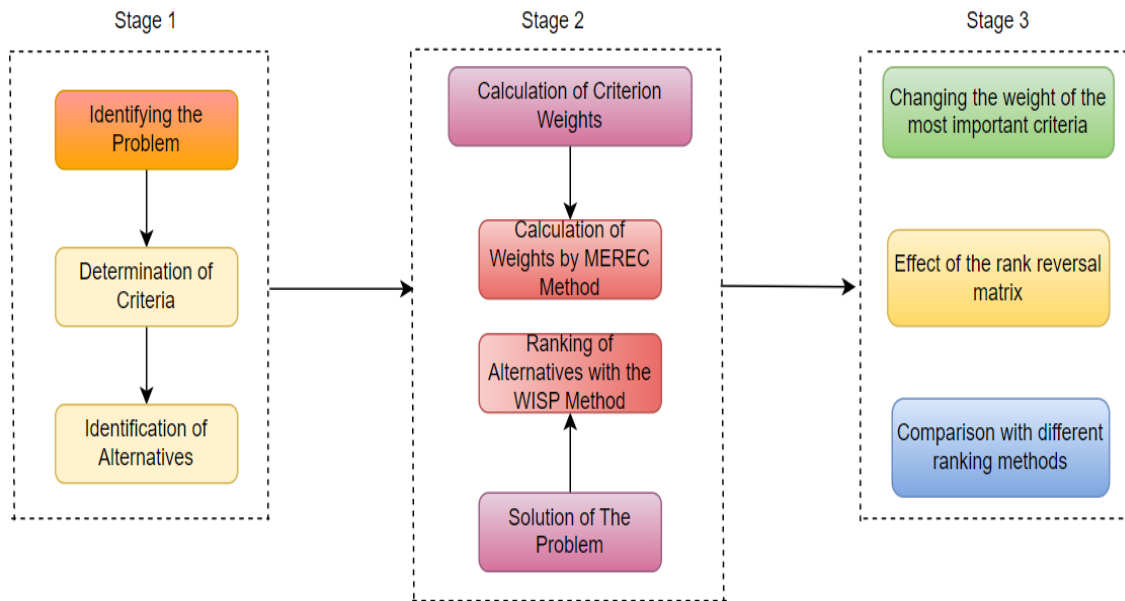 Stage 1
Identifying the
Problem
Determination of
Criteria
Identification of
Alternatives
Stage 2
Calculation of Criterion
Weights
Calculation of
Weights by MEREC
Method
Ranking of
Alternatives with the
WISP Method
Solution of The
Problem
Stage 3
Changing the weight of the
most important criteria
Effect of the rank reversal
matrix
Comparison with different
ranking methods